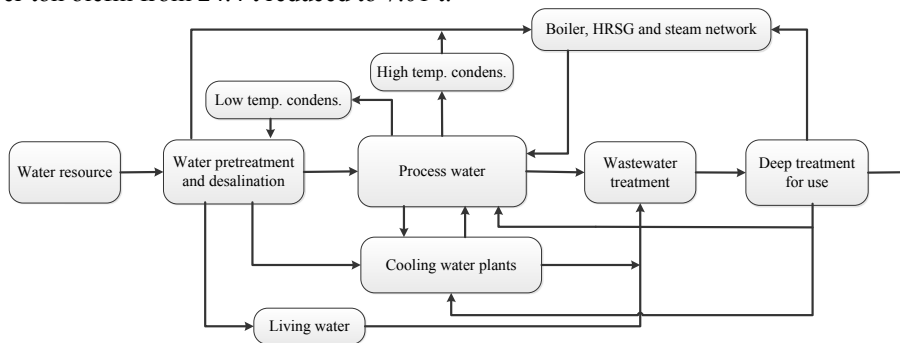 Boiler, HRSG and steam network
High temp. condens.
Low temp. condens.
Water resource
Water pretreatment
and desalination
Process water
Wastewater
treatment
Deep treatment
for use
Cooling water plants
Living water